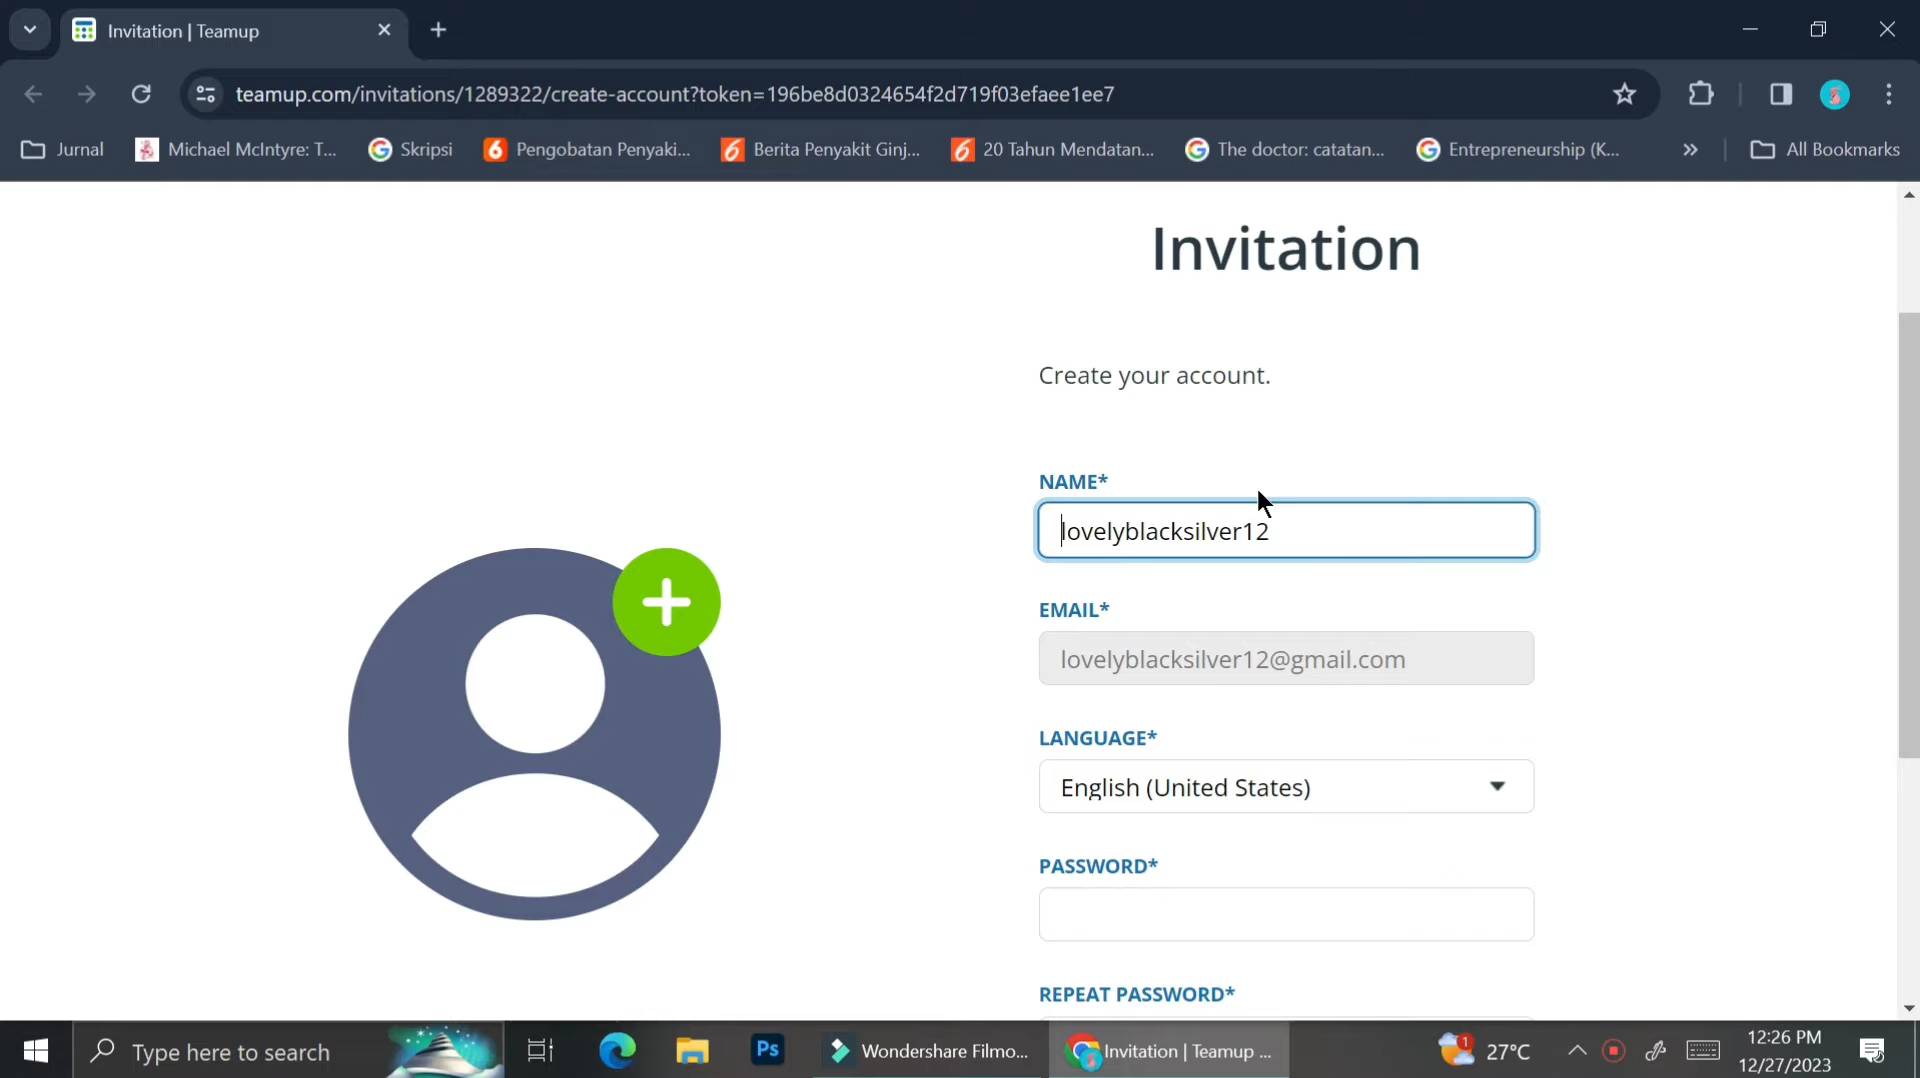 Invitation | Teamup
teamup.com/invitations/1289322/create-account?token=196be8d0324654f2d719f03efaee1ee7
Jurnal
Michael McIntyre: T...
Skripsi
Pengobatan Penyaki...
Berita Penyakit Ginj...
20 Tahun Mendatan...
The doctor: catatan...
Entrepreneurship (K...
All Bookmarks
Invitation
Create your account.
NAME*
lovelyblacksilver12
EMAIL*
lovelyblacksilver12@gmail.com
LANGUAGE*
English (United States)
PASSWORD*
REPEAT PASSWORD*
Type here to search
Ps
Wondershare Filmo...
Invitation | Teamup ...
1
27°C
12:26 PM
12/27/2023